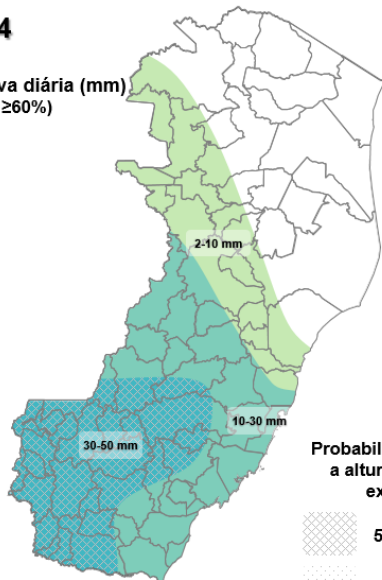 4
va diária (mm)
≥60%)
2-10 mm
10-30 mm
30-50 mm
Probabil
a altur
ex
5